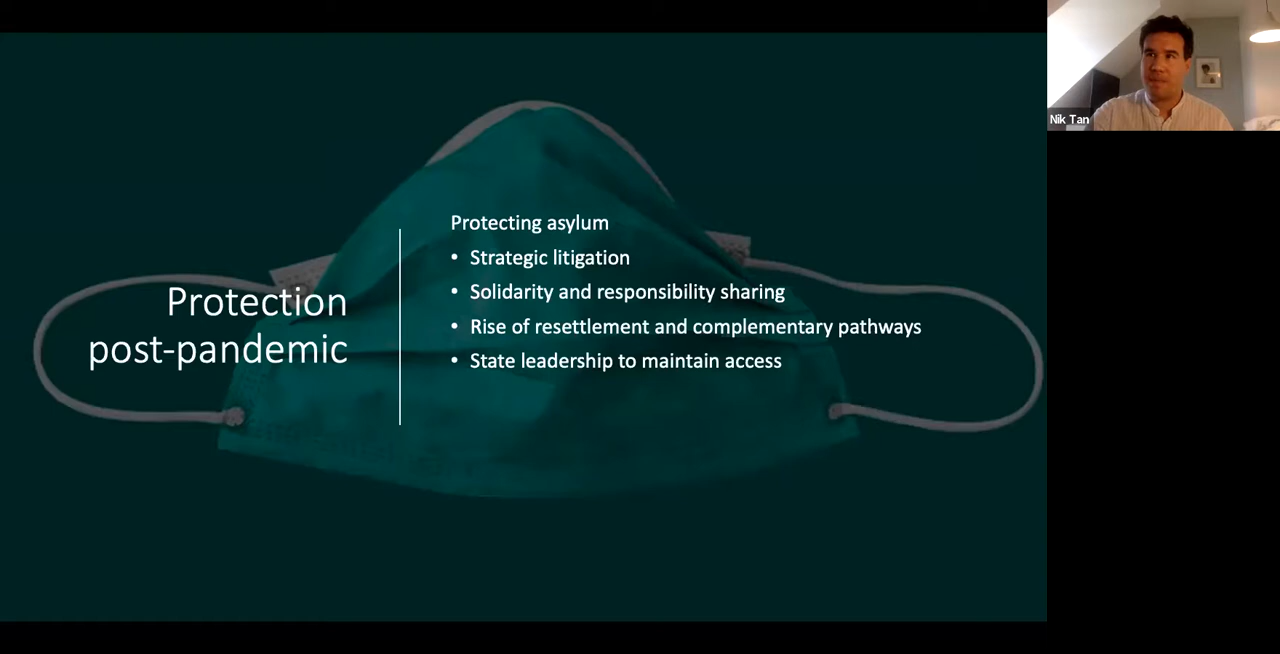 Protection
post-pandemic
Protecting asylum
• Strategic litigation
• Solidarity and responsibility sharing
• Rise of resettlement and complementary pathways
• State leadership to maintain access
Nik Tan